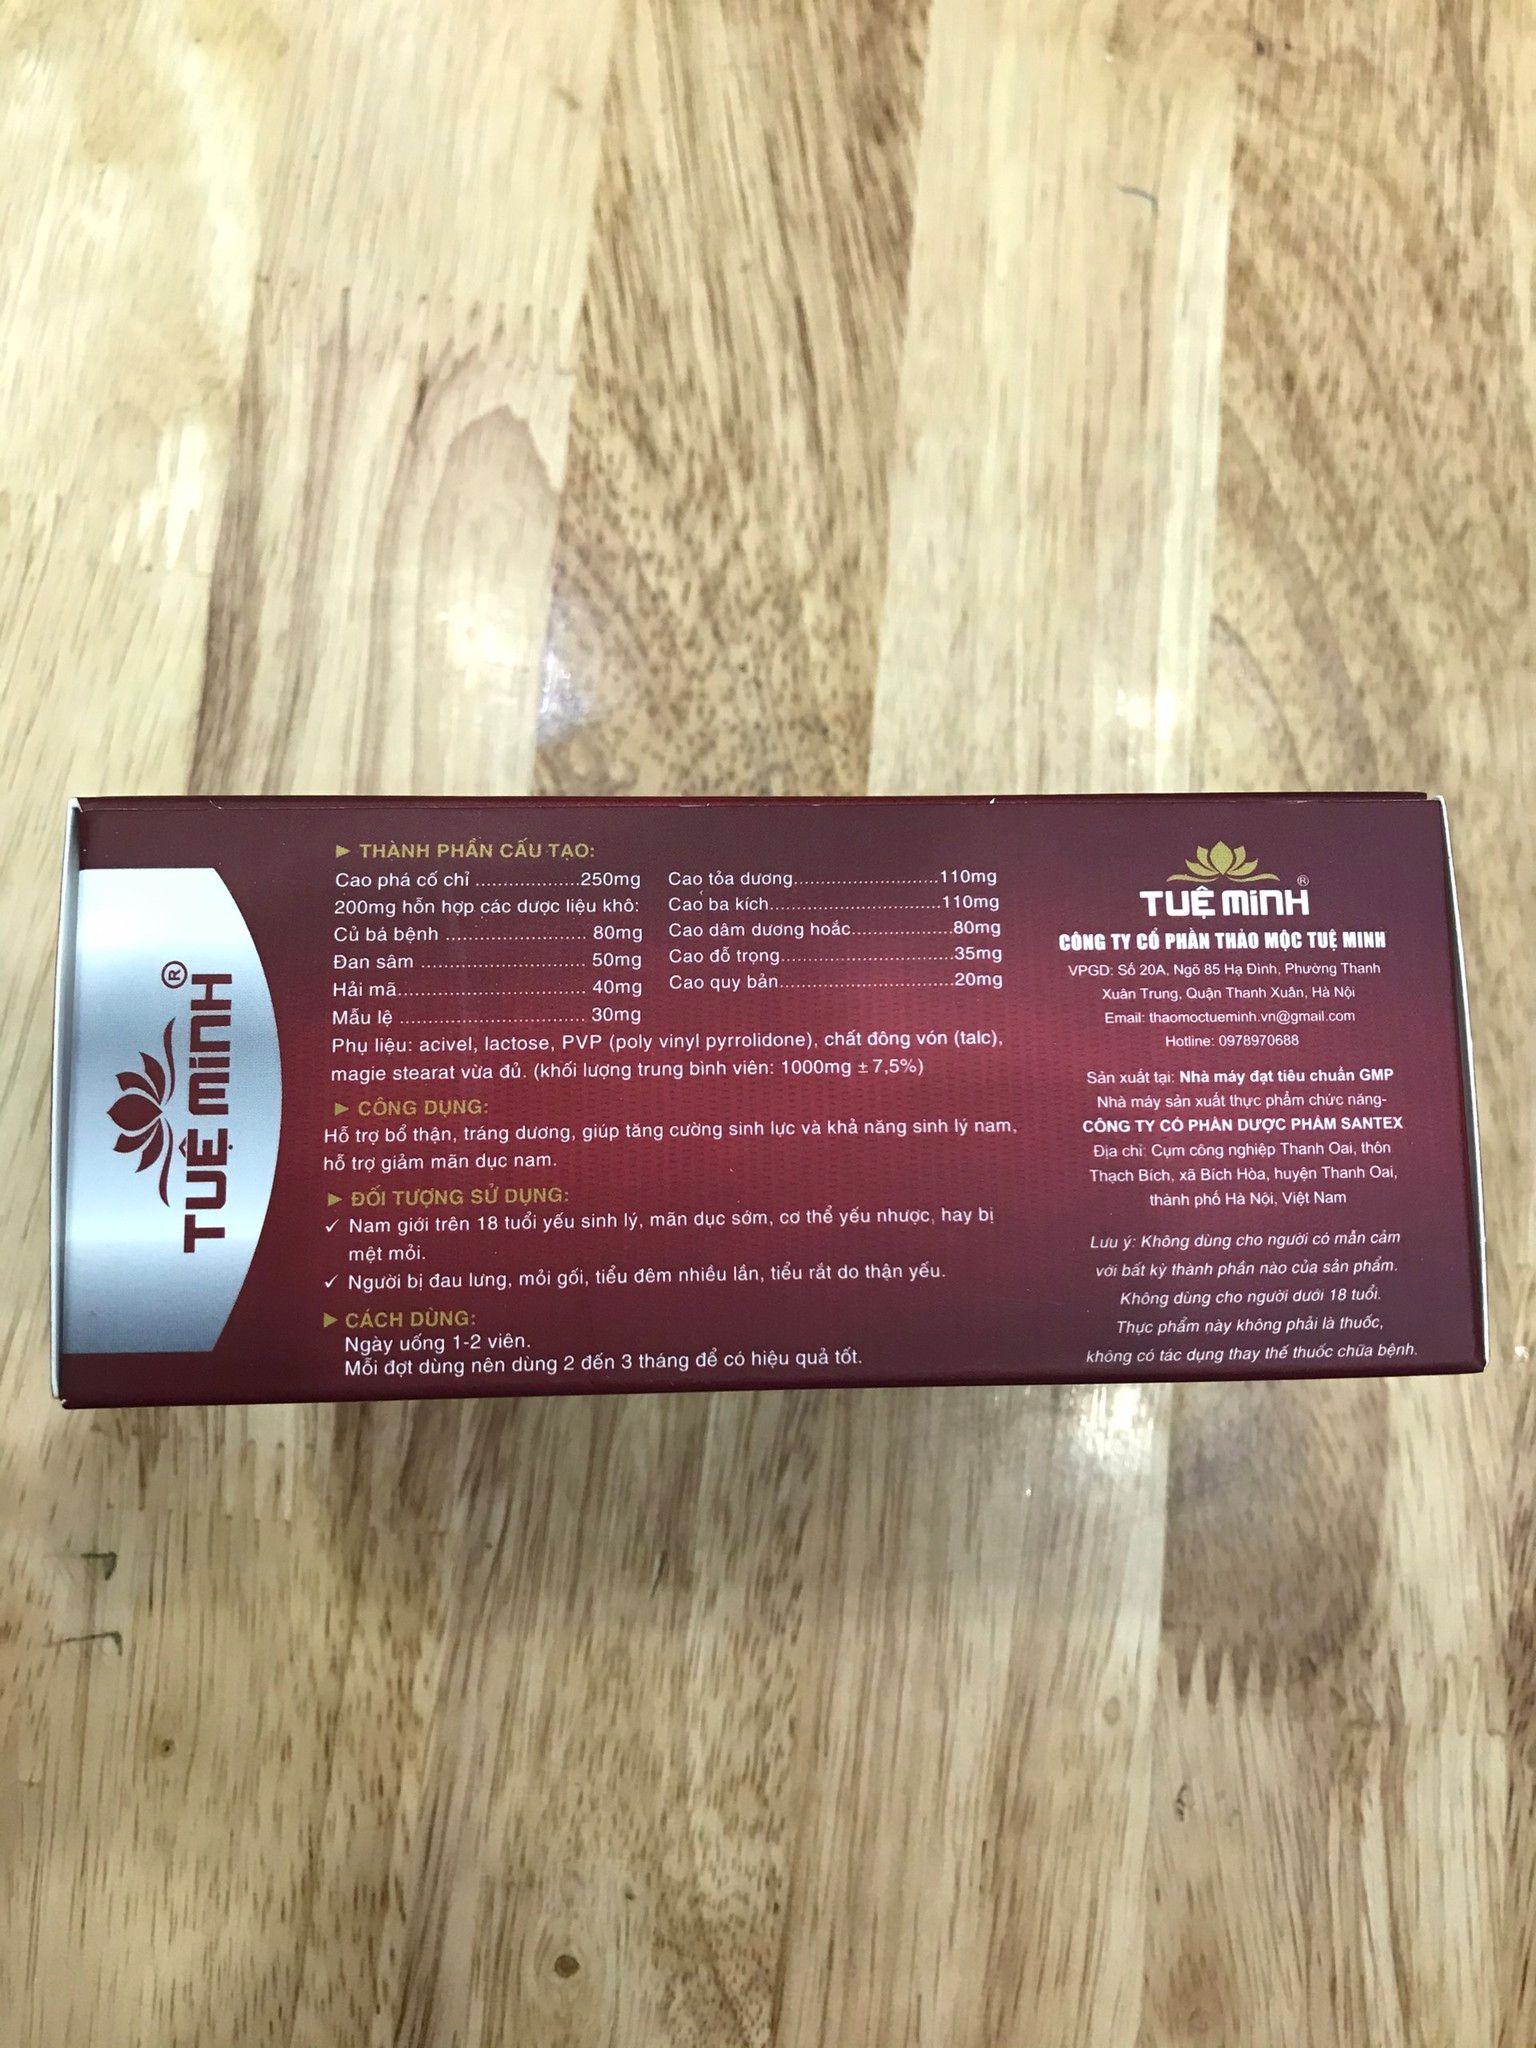 TUỆ MINH ®
► THÀNH PHẦN CẤU TẠO:
Cao phá cố chỉ ...................250mg
200mg hỗn hợp các dược liệu khô:
Củ bá bệnh ......................... 80mg
Đan sâm ............................. 50mg
Hải mã................................. 40mg
Mẫu lệ ................................. 30mg
Cao tỏa dương..........................110mg
Cao ba kích...............................110mg
Cao dâm dương hoắc..................80mg
Cao đỗ trọng...............................35mg
Cao quy bản...............................20mg
Phụ liệu: acivel, lactose, PVP (poly vinyl pyrrolidone), chất đông vón (talc),
magie stearat vừa đủ. (khối lượng trung bình viên: 1000mg ± 7,5%)
► CÔNG DỤNG:
Hỗ trợ bổ thận, tráng dương, giúp tăng cường sinh lực và khả năng sinh lý nam,
hỗ trợ giảm mãn dục nam.
► ĐỐI TƯỢNG SỬ DỤNG:
✓ Nam giới trên 18 tuổi yếu sinh lý, mãn dục sớm, cơ thể yếu nhược, hay bị
mệt mỏi.
✓ Người bị đau lưng, mỏi gối, tiểu đêm nhiều lần, tiểu rắt do thận yếu.
► CÁCH DÙNG:
Ngày uống 1-2 viên.
Mỗi đợt dùng nên dùng 2 đến 3 tháng để có hiệu quả tốt.
TUỆ MINH ®
CÔNG TY CỔ PHẦN THẢO MỘC TUỆ MINH
VPGD: Số 20A, Ngõ 85 Hạ Đình, Phường Thanh
Xuân Trung, Quận Thanh Xuân, Hà Nội
Email: thaomoctueminh.vn@gmail.com
Hotline: 0978970688
Sản xuất tại: Nhà máy đạt tiêu chuẩn GMP
Nhà máy sản xuất thực phẩm chức năng-
CÔNG TY CỔ PHẦN DƯỢC PHẨM SANTEX
Địa chỉ: Cụm công nghiệp Thanh Oai, thôn
Thạch Bích, xã Bích Hòa, huyện Thanh Oai,
thành phố Hà Nội, Việt Nam
Lưu ý: Không dùng cho người có mẫn cảm
với bất kỳ thành phần nào của sản phẩm.
Không dùng cho người dưới 18 tuổi.
Thực phẩm này không phải là thuốc,
không có tác dụng thay thế thuốc chữa bệnh.